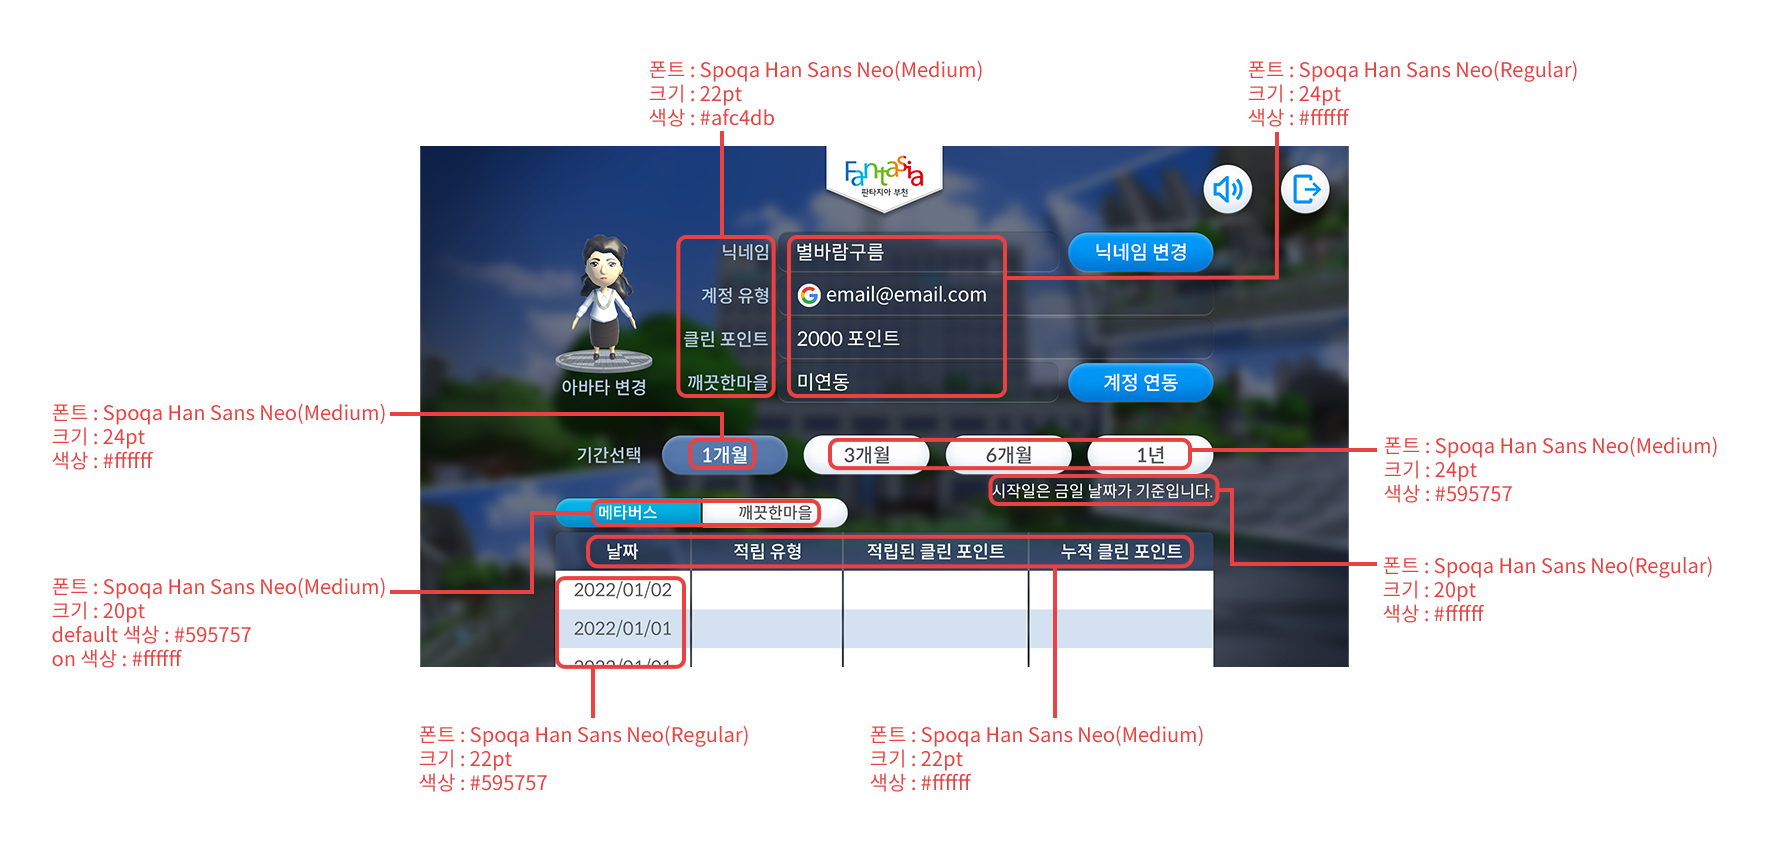 폰트 : Spoqa Han Sans Neo(Medium)
크기 : 22pt
색상 : #afc4db
폰트 : Spoqa Han Sans Neo(Regular)
크기 : 24pt
색상 : #ffffff
Fantasia
판타지아 부천
닉네임
별바람구름
닉네임 변경
계정 유형
email@email.com
클린 포인트
2000 포인트
깨끗한마을
미연동
계정 연동
아바타 변경
폰트 : Spoqa Han Sans Neo(Medium)
크기 : 24pt
색상 : #ffffff
기간선택
1개월
3개월
6개월
1년
폰트 : Spoqa Han Sans Neo(Medium)
크기 : 24pt
색상 : #595757
시작일은 금일 날짜가 기준입니다.
메타버스
깨끗한마을
날짜
적립 유형
적립된 클린 포인트
누적 클린 포인트
2022/01/02
2022/01/01
2022/01/01
폰트 : Spoqa Han Sans Neo(Regular)
크기 : 20pt
색상 : #ffffff
폰트 : Spoqa Han Sans Neo(Medium)
크기 : 20pt
default 색상 : #595757
on 색상 : #ffffff
폰트 : Spoqa Han Sans Neo(Regular)
크기 : 22pt
색상 : #595757
폰트 : Spoqa Han Sans Neo(Medium)
크기 : 22pt
색상 : #ffffff